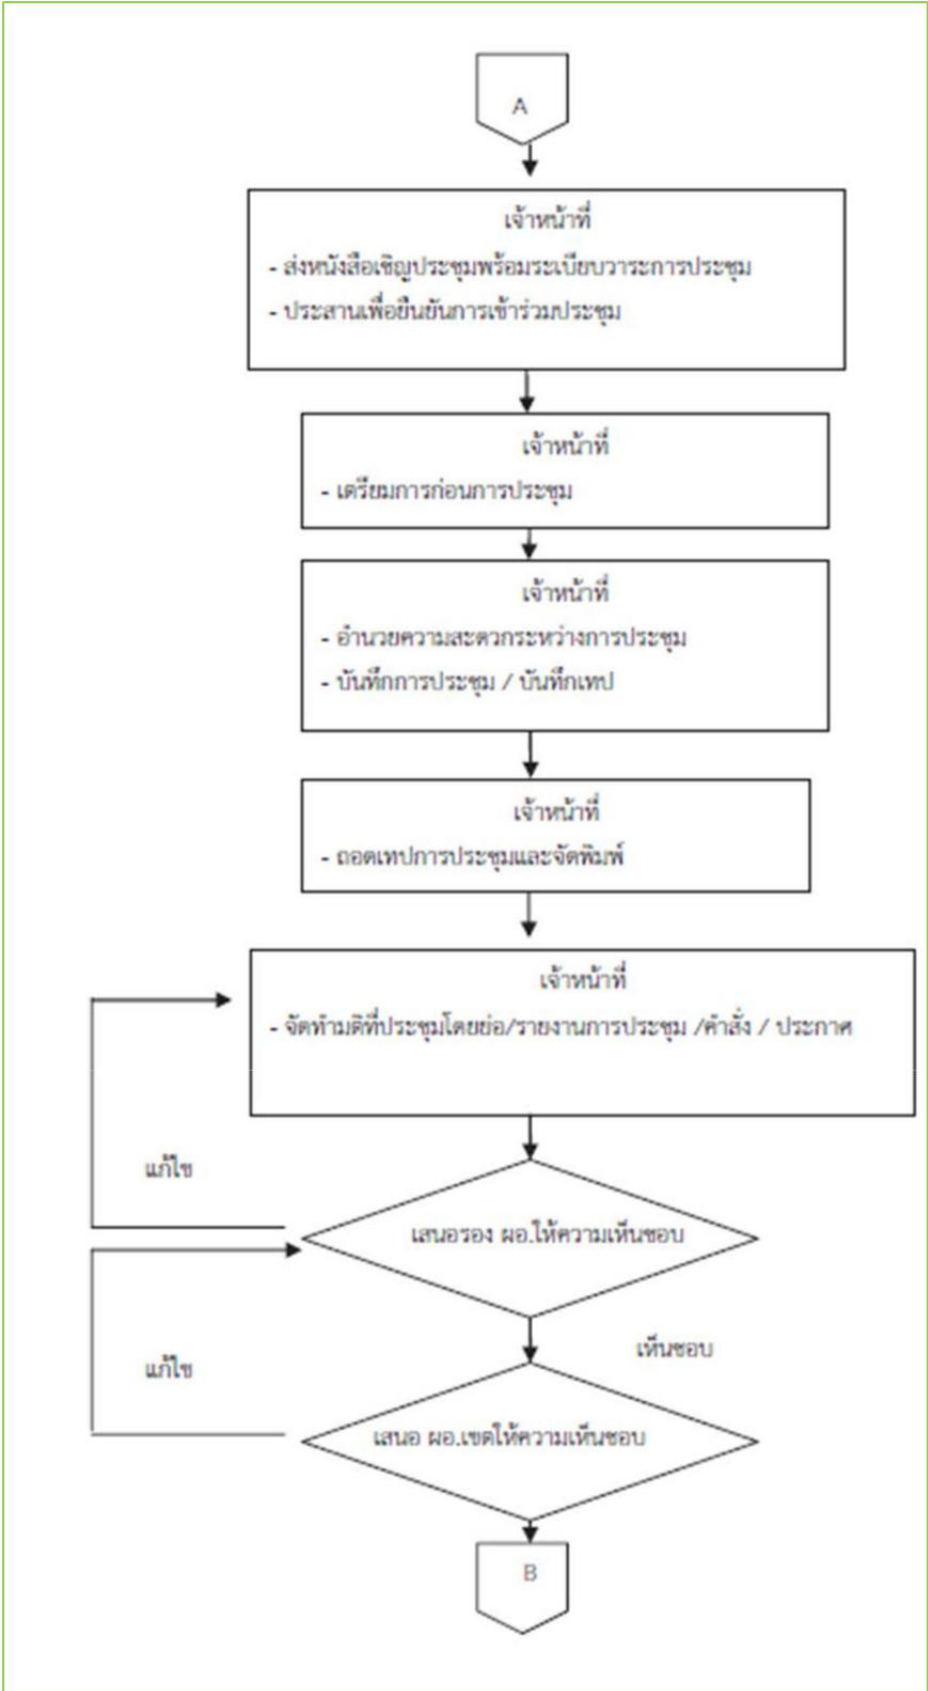 A
เจ้าหน้าที่
- ส่งหนังสือเชิญประชุมพร้อมระเบียบวาระการประชุม
- ประสานเพื่อยืนยันการเข้าร่วมประชุม
เจ้าหน้าที่
- เตรียมการก่อนการประชุม
เจ้าหน้าที่
- อำนวยความสะดวกระหว่างการประชุม
- บันทึกการประชุม / บันทึกเทป
เจ้าหน้าที่
- ถอดเทปการประชุมและจัดพิมพ์
เจ้าหน้าที่
- จัดทำมติที่ประชุมโดยย่อ/รายงานการประชุม /คำสั่ง / ประกาศ
แก้ไข
เสนอรอง ผอ.ให้ความเห็นชอบ
เห็นชอบ
แก้ไข
เสนอ ผอ.เขตให้ความเห็นชอบ
B